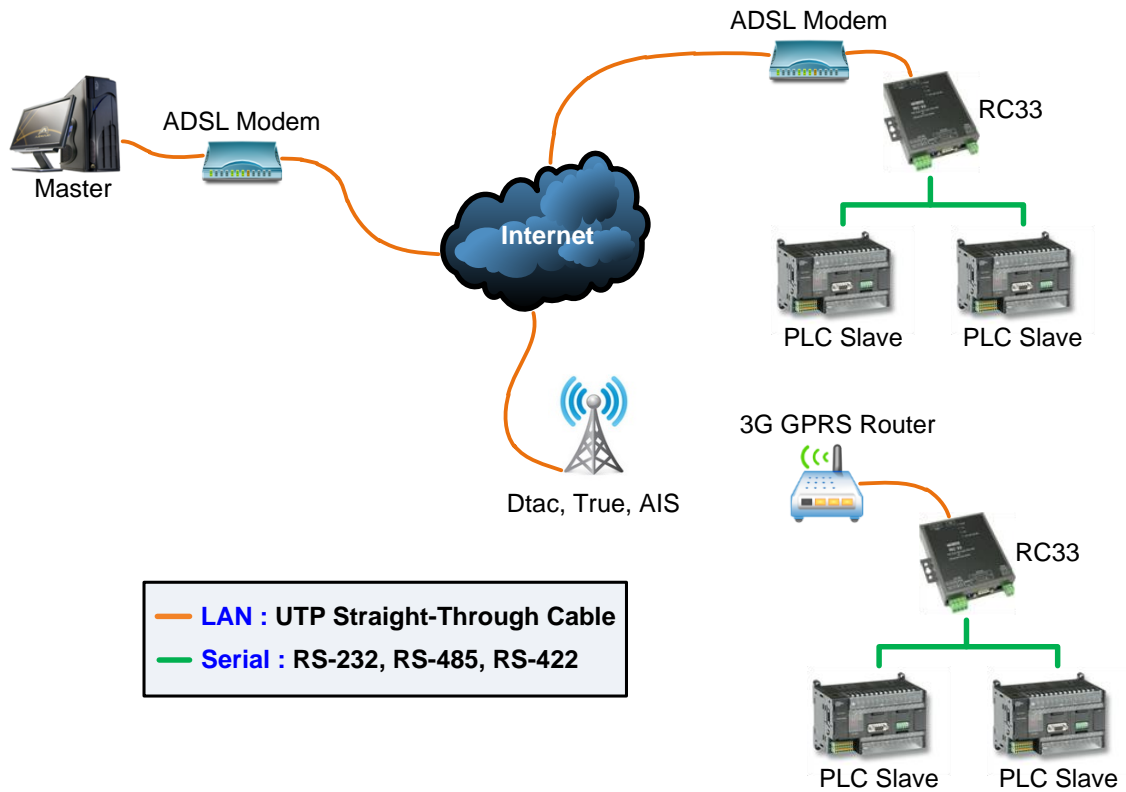 ADSL Modem
RC33
ADSL Modem
Master
Internet
PLC Slave
PLC Slave
3G GPRS Router
Dtac, True, AIS
RC33
LAN : UTP Straight-Through Cable
Serial : RS-232, RS-485, RS-422
PLC Slave
PLC Slave